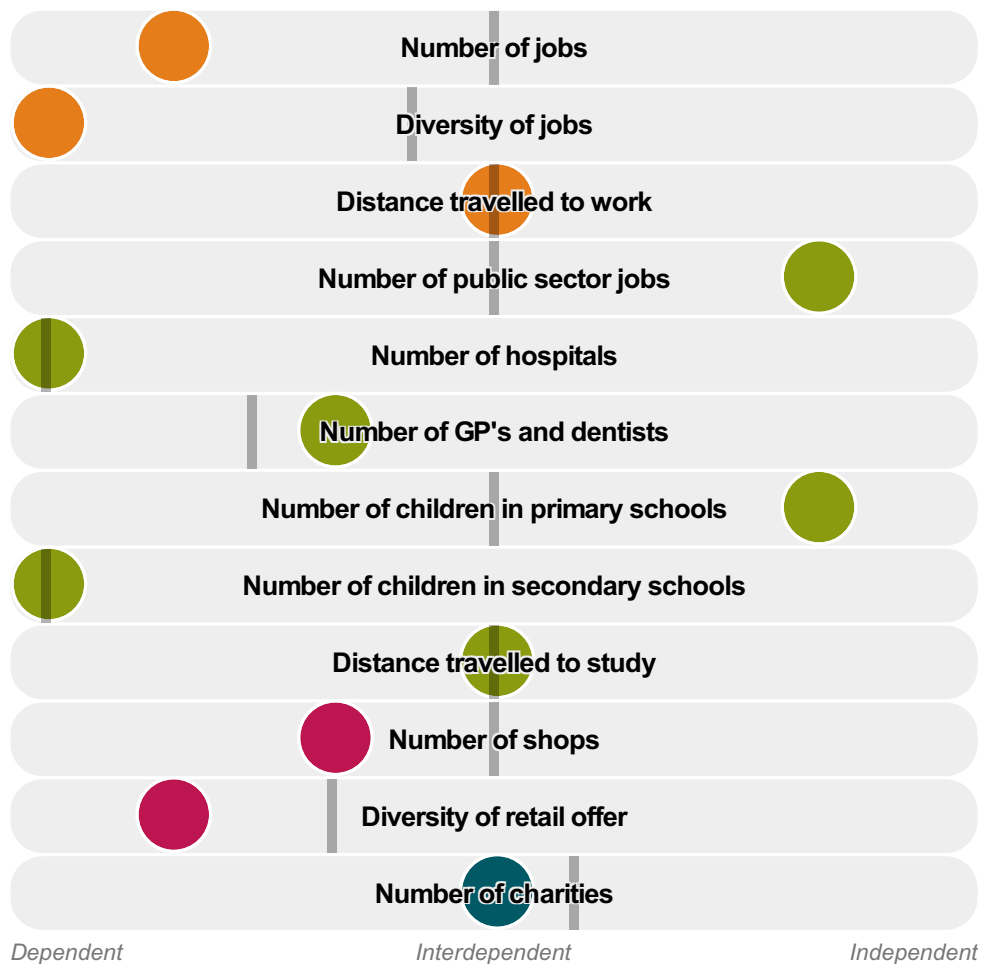 Number of jobs
Diversity of jobs
Distance travelled to work
Number of public sector jobs
Number of hospitals
Number of GP's and dentists
Number of children in primary schools
Number of children in secondary schools
Distance travelled to study
Number of shops
Diversity of retail offer
Number of charities
Dependent Interdependent Independent